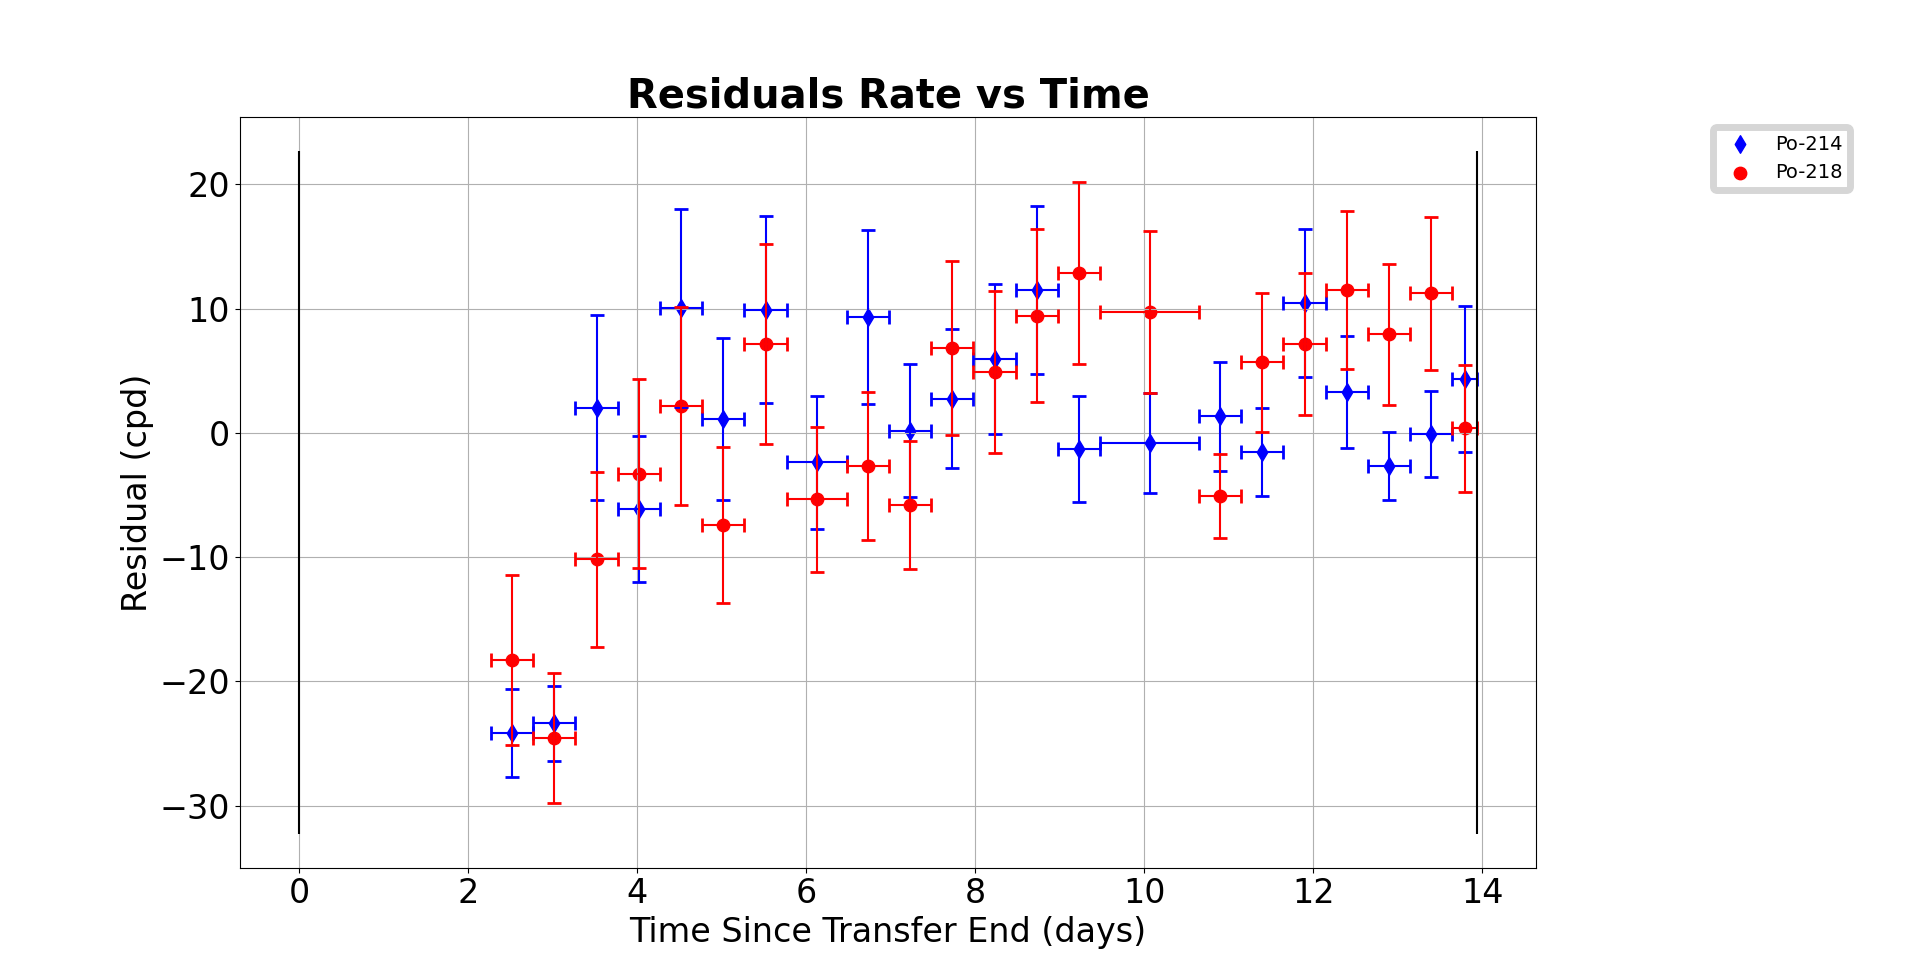 Residuals Rate vs Time
Po-214
Po-218
20
10
0
−10
−20
−30
Residual (cpd)
0 2 4 6 8 10 12 14
Time Since Transfer End (days)